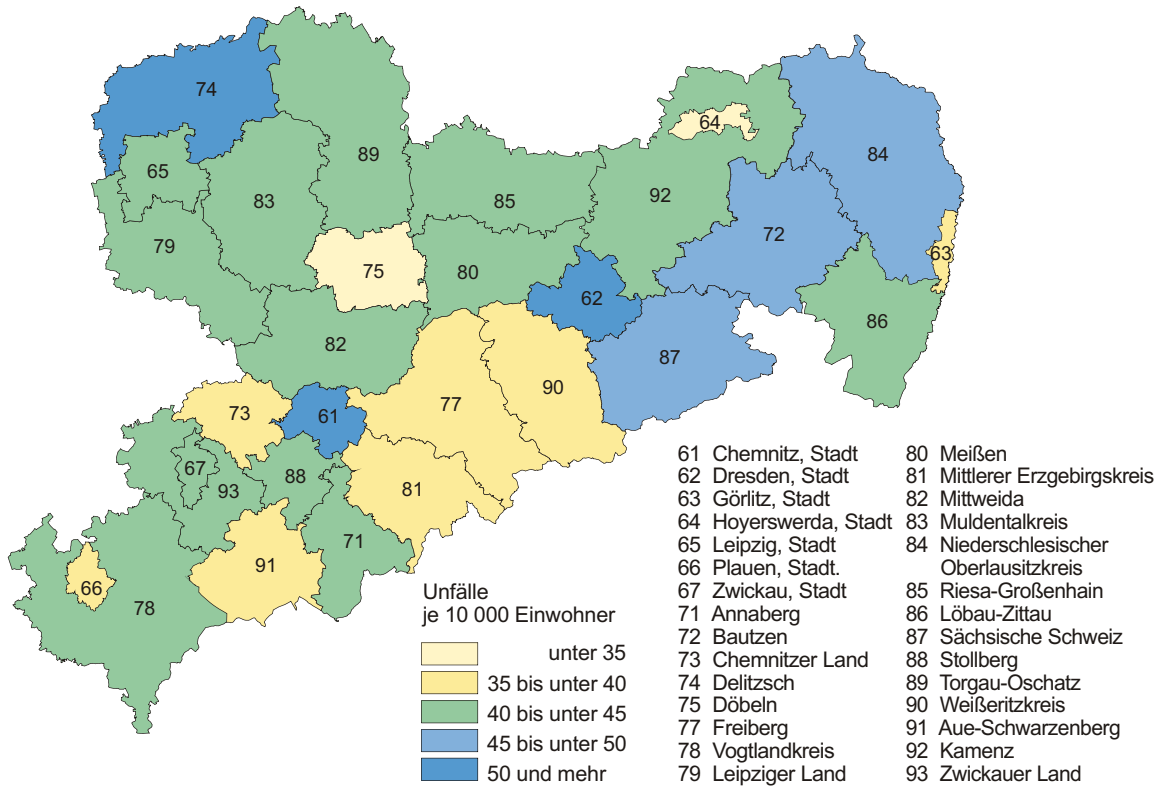 74
64
89
84
65
92
83
85
72
79
63
75
80
62
86
82
87
90
77
73
61
67
88
93
81
71
91
66
78
Unfälle
je 10 000 Einwohner
unter 35
35 bis unter 40
40 bis unter 45
45 bis unter 50
50 und mehr
61 Chemnitz, Stadt
62 Dresden, Stadt
63 Görlitz, Stadt
64 Hoyerswerda, Stadt
65 Leipzig, Stadt
66 Plauen, Stadt.
67 Zwickau, Stadt
71 Annaberg
72 Bautzen
73 Chemnitzer Land
74 Delitzsch
75 Döbeln
77 Freiberg
78 Vogtlandkreis
79 Leipziger Land
80 Meißen
81 Mittlerer Erzgebirgskreis
82 Mittweida
83 Muldentalkreis
84 Niederschlesischer
Oberlausitzkreis
85 Riesa-Großenhain
86 Löbau-Zittau
87 Sächsische Schweiz
88 Stollberg
89 Torgau-Oschatz
90 Weißeritzkreis
91 Aue-Schwarzenberg
92 Kamenz
93 Zwickauer Land